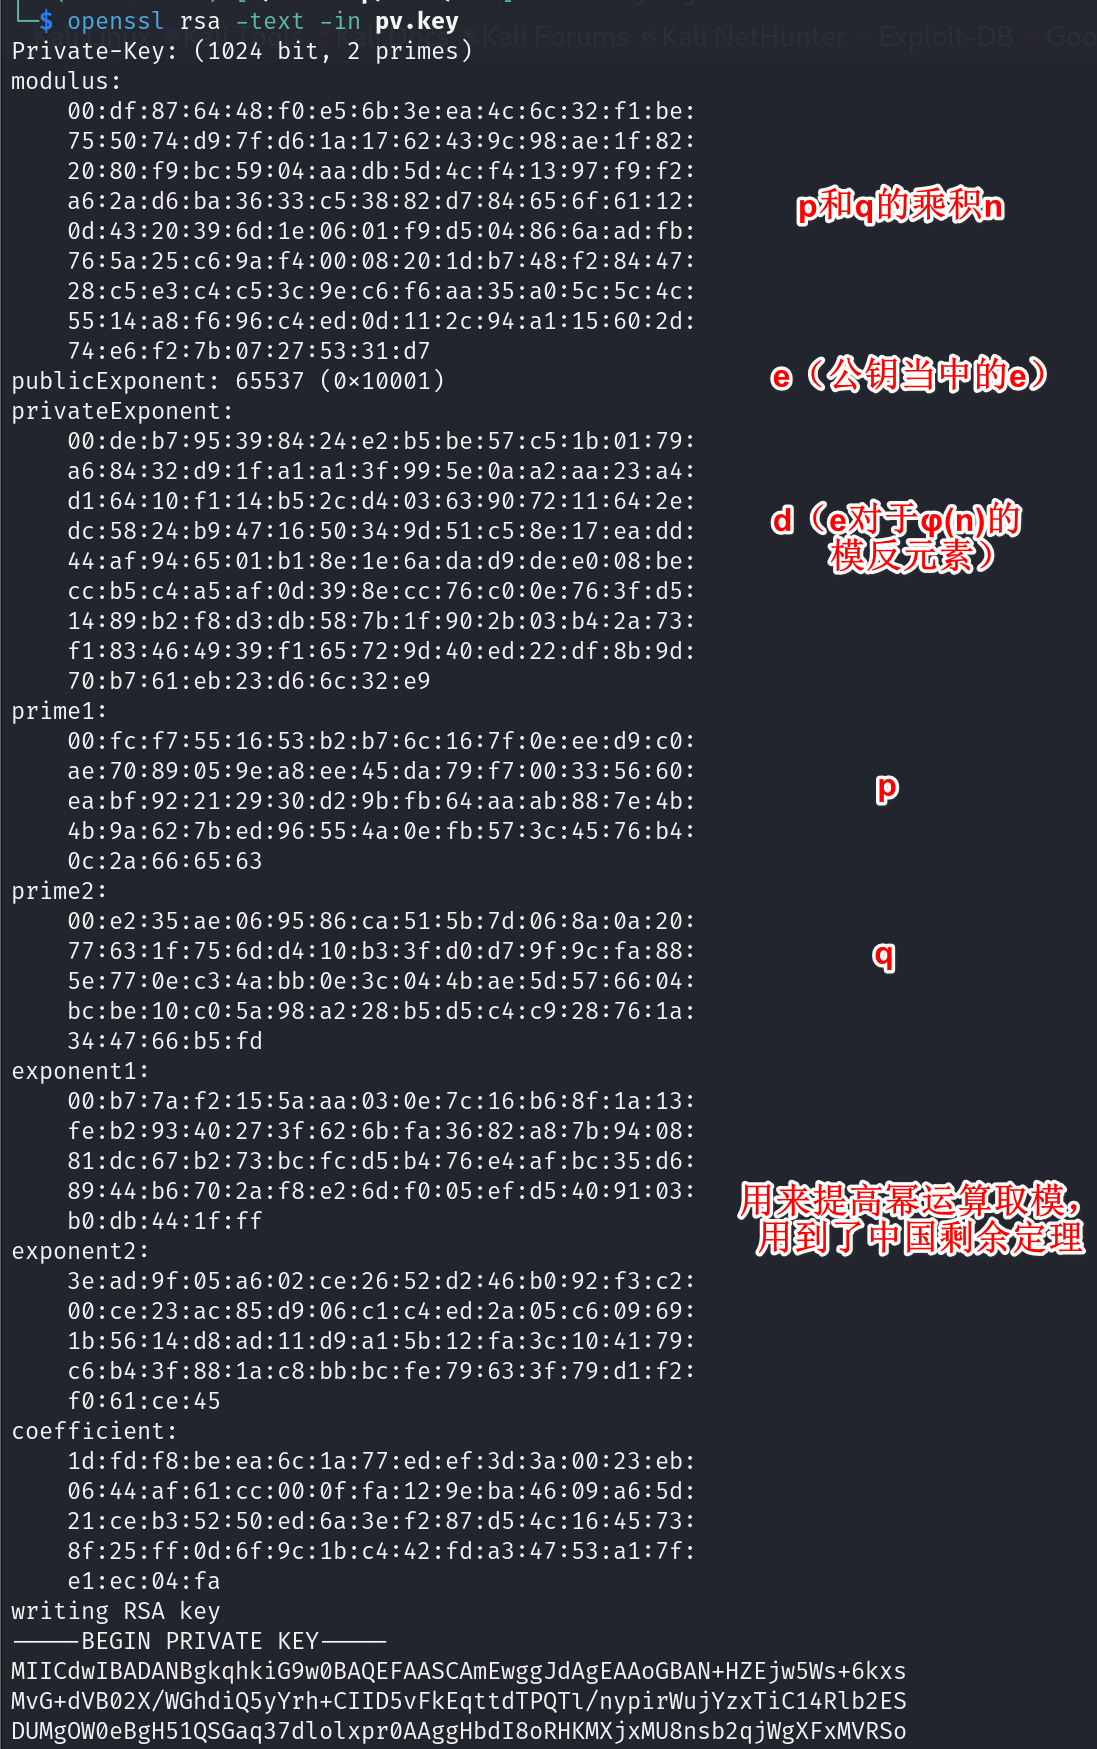 └─$ openssl rsa -text -in pv.key
Kali Forums Kali NetHunter Exploit-DB Goo
Private-Key: (1024 bit, 2 primes)
modulus:
00:df:87:64:48:f0:e5:6b:3e:ea:4c:6c:32:f1:be:
75:50:74:d9:7f:d6:1a:17:62:43:9c:98:ae:1f:82:
20:80:f9:bc:59:04:aa:db:5d:4c:f4:13:97:f9:f2:
a6:2a:d6:ba:36:33:c5:38:82:d7:84:65:6f:61:12:
p和q的乘积n
0d:43:20:39:6d:1e:06:01:f9:d5:04:86:6a:ad:fb:
76:5a:25:c6:9a:f4:00:08:20:1d:b7:48:f2:84:47:
28:c5:e3:c4:c5:3c:9e:c6:f6:aa:35:a0:5c:5c:4c:
55:14:a8:f6:96:c4:ed:0d:11:2c:94:a1:15:60:2d:
74:e6:f2:7b:07:27:53:31:d7
publicExponent: 65537 (0×10001)
e（公钥当中的e）
privateExponent:
00:de:b7:95:39:84:24:e2:b5:be:57:c5:1b:01:79:
a6:84:32:d9:1f:a1:a1:3f:99:5e:0a:a2:aa:23:a4:
d1:64:10:f1:14:b5:2c:d4:03:63:90:72:11:64:2e:
dc:58:24:b9:47:16:50:34:9d:51:c5:8e:17:ea:dd:
d（e对于φ(n)的
模反元素）
44:af:94:65:01:b1:8e:1e:6a:da:d9:de:e0:08:be:
cc:b5:c4:a5:af:0d:39:8e:cc:76:c0:0e:76:3f:d5:
14:89:b2:f8:d3:db:58:7b:1f:90:2b:03:b4:2a:73:
f1:83:46:49:39:f1:65:72:9d:40:ed:22:df:8b:9d:
70:b7:61:eb:23:d6:6c:32:e9
prime1:
00:fc:f7:55:16:53:b2:b7:6c:16:7f:0e:ee:d9:c0:
ae:70:89:05:9e:a8:ee:45:da:79:f7:00:33:56:60:
p
ea:bf:92:21:29:30:d2:9b:fb:64:aa:ab:88:7e:4b:
4b:9a:62:7b:ed:96:55:4a:0e:fb:57:3c:45:76:b4:
0c:2a:66:65:63
prime2:
00:e2:35:ae:06:95:86:ca:51:5b:7d:06:8a:0a:20:
77:63:1f:75:6d:d4:10:b3:3f:d0:d7:9f:9c:fa:88:
q
5e:77:0e:c3:4a:bb:0e:3c:04:4b:ae:5d:57:66:04:
bc:be:10:c0:5a:98:a2:28:b5:d5:c4:c9:28:76:1a:
34:47:66:b5:fd
exponent1:
00:b7:7a:f2:15:5a:aa:03:0e:7c:16:b6:8f:1a:13:
fe:b2:93:40:27:3f:62:6b:fa:36:82:a8:7b:94:08:
81:dc:67:b2:73:bc:fc:d5:b4:76:e4:af:bc:35:d6:
89:44:b6:70:2a:f8:e2:6d:f0:05:ef:d5:40:91:03:
b0:db:44:1f:ff
用来提高幂运算取模，
用到了中国剩余定理
exponent2:
3e:ad:9f:05:a6:02:ce:26:52:d2:46:b0:92:f3:c2:
00:ce:23:ac:85:d9:06:c1:c4:ed:2a:05:c6:09:69:
1b:56:14:d8:ad:11:d9:a1:5b:12:fa:3c:10:41:79:
c6:b4:3f:88:1a:c8:bb:bc:fe:79:63:3f:79:d1:f2:
f0:61:ce:45
coefficient:
1d:fd:f8:be:ea:6c:1a:77:ed:ef:3d:3a:00:23:eb:
06:44:af:61:cc:00:0f:fa:12:9e:ba:46:09:a6:5d:
21:ce:b3:52:50:ed:6a:3e:f2:87:d5:4c:16:45:73:
8f:25:ff:0d:6f:9c:1b:c4:42:fd:a3:47:53:a1:7f:
e1:ec:04:fa
writing RSA key
-----BEGIN PRIVATE KEY-----
MIICdwIBADANBgkqhkiG9w0BAQEFAASCAmEwggJdAgEAAoGBAN+HZEjw5Ws+6kxs
MvG+dVB02X/WGhdiQ5yYrh+CIID5vFkEqttdTPQTl/nypirWujYzxTiC14Rlb2ES
DUMgOW0eBgH51QSGaq37dlolxpr0AAggHbdI8oRHKMXjxMU8nsb2qjWgXFxMVRSo